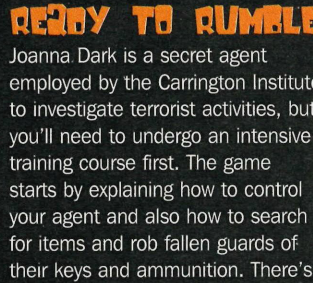 READY TO RUMBLE
Joanna Dark is a secret agent
employed by the Carrington Institute
to investigate terrorist activities, but
you'll need to undergo an intensive
training course first. The game
starts by explaining how to control
your agent and also how to search
for items and rob fallen guards of
their keys and ammunition. There's